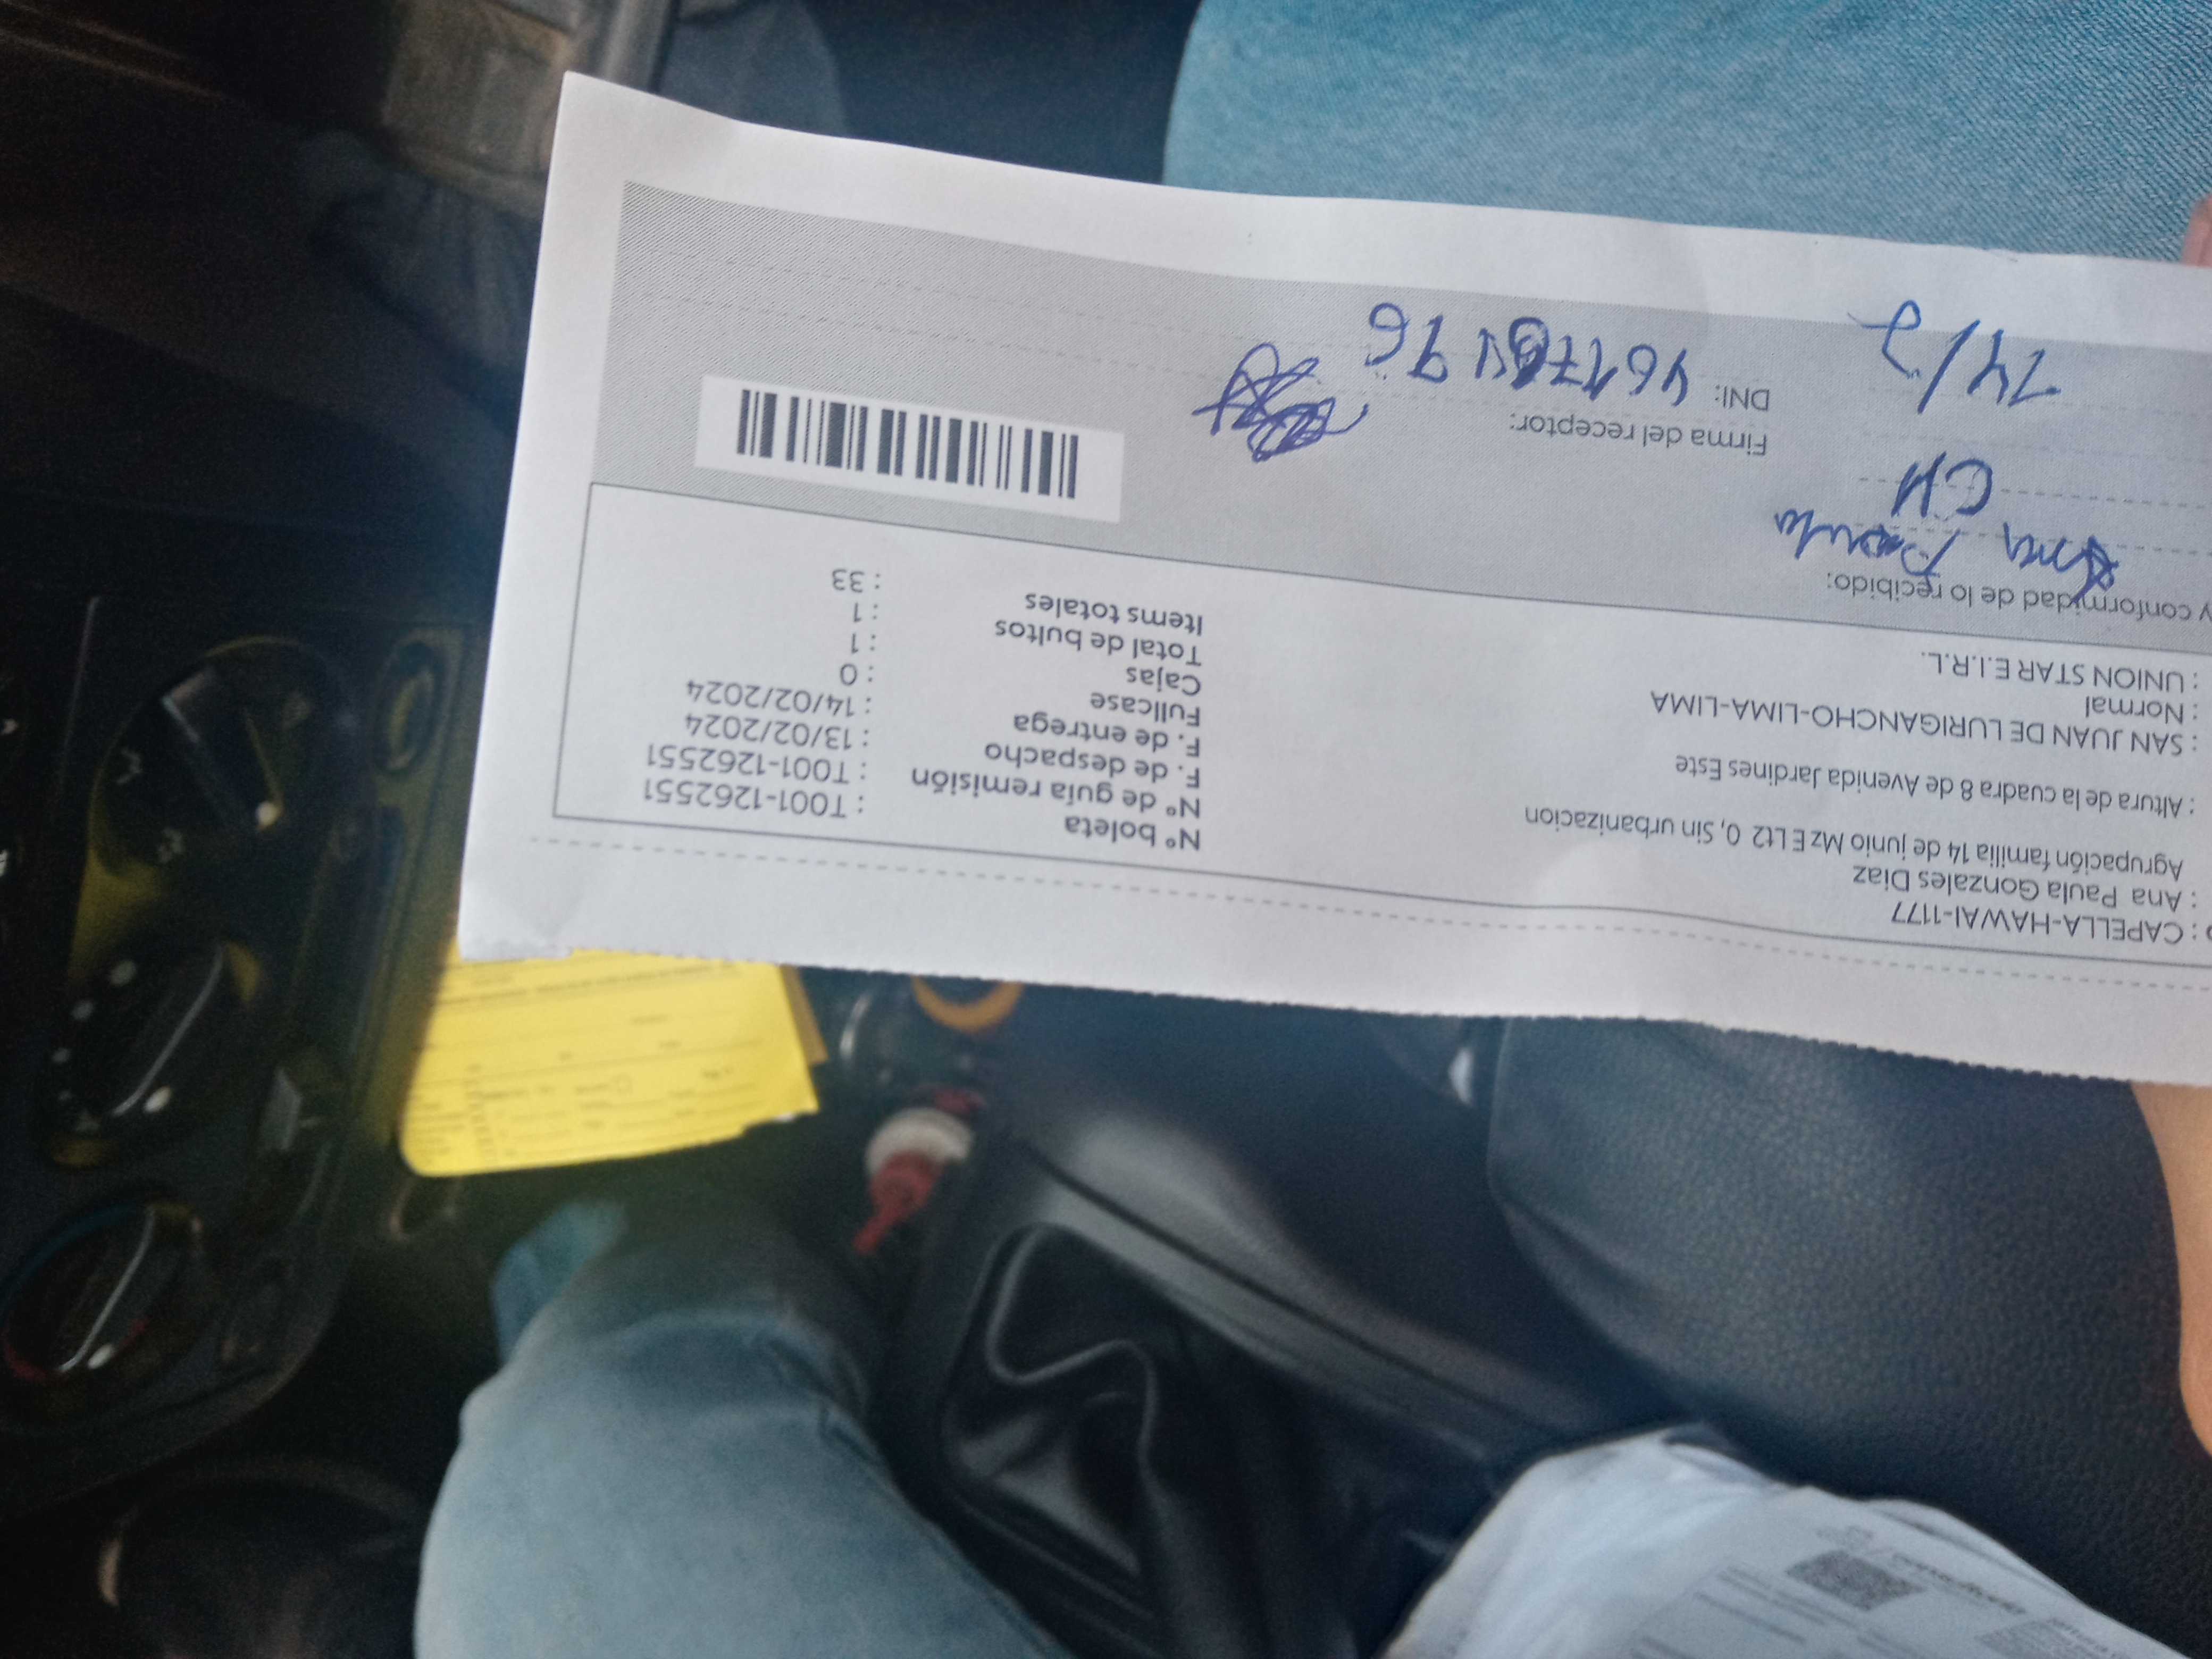 : CAPELLA-HAWAI-1177
: Ana Paula Gonzales Diaz
Agrupación familia 14 de junio Mz E Lt2 0, Sin urbanizacion
: Altura de la cuadra 8 de Avenida Jardines Este
: SAN JUAN DE LURIGANCHO-LIMA-LIMA
: Normal
: UNION STAR E.I.R.L.
Nº boleta : T001-1262551
Nº de guía remisión : T001-1262551
F. de despacho : 13/02/2024
F. de entrega : 14/02/2024
Fullcase : 0
Cajas : 1
Total de bultos : 1
Items totales : 33
y conformidad de lo recibido:
Ana Paula
CH
14/2
Firma del receptor:
DNI: